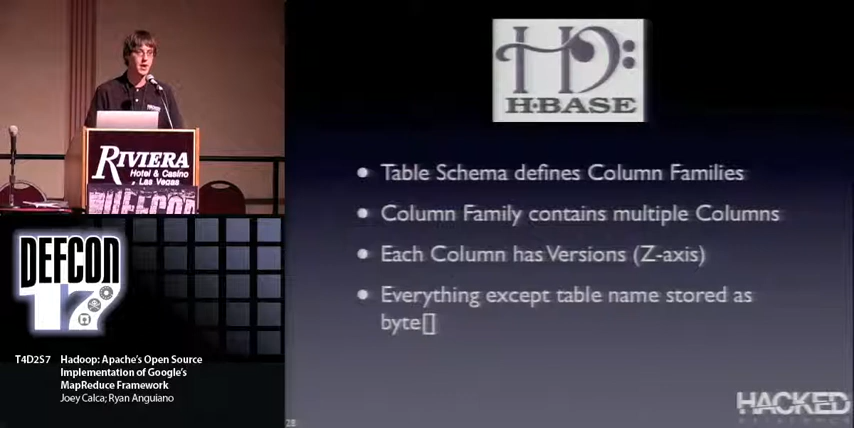 H·BASE
Table Schema defines Column Families
Column Family contains multiple Columns
Each Column has Versions (Z-axis)
Everything except table name stored as
byte[]
RIVIERA
Hotel & Casino
Las Vegas
DEFCON
DEFCON
17
T4D2S7 Hadoop: Apache's Open Source
Implementation of Google's
MapReduce Framework
Joey Calca; Ryan Anguiano
28
HACKED